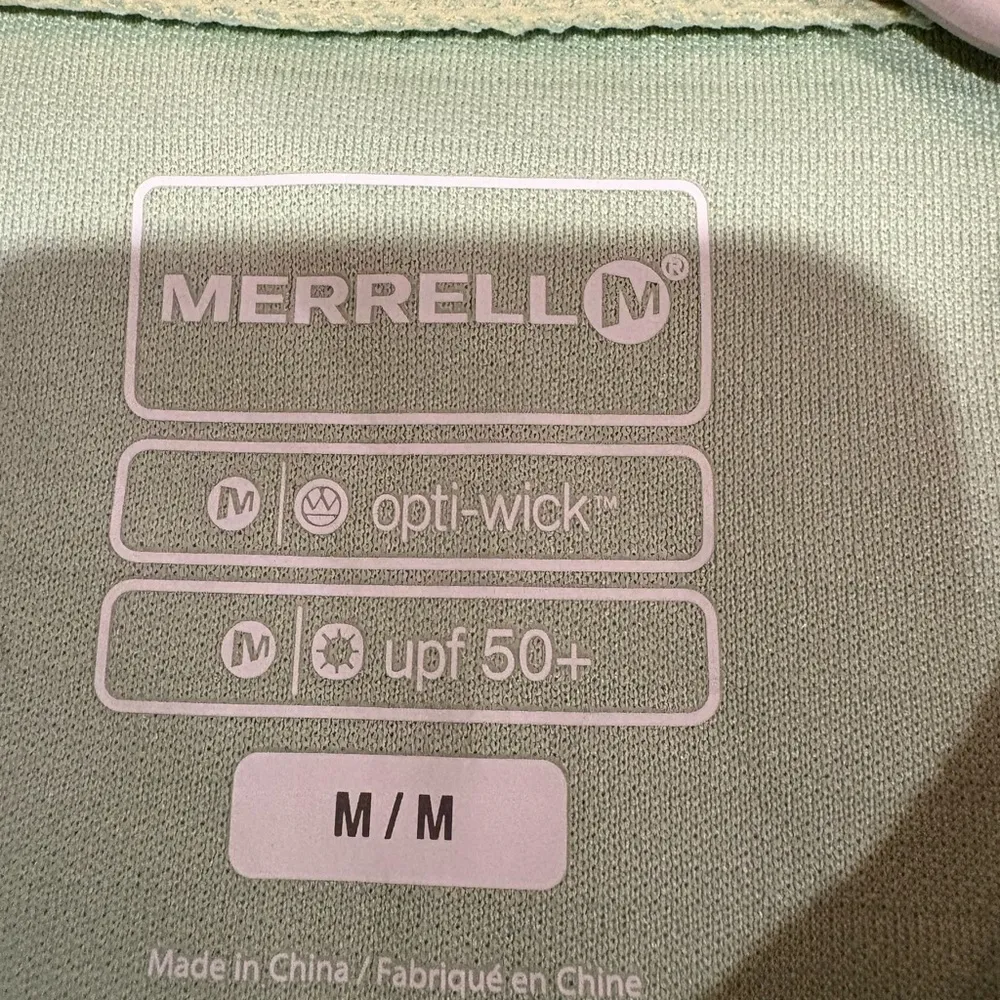 MERRELL M®
M opti-wick™
M upf 50+
M / M
Made in China / Fabriqué en Chine